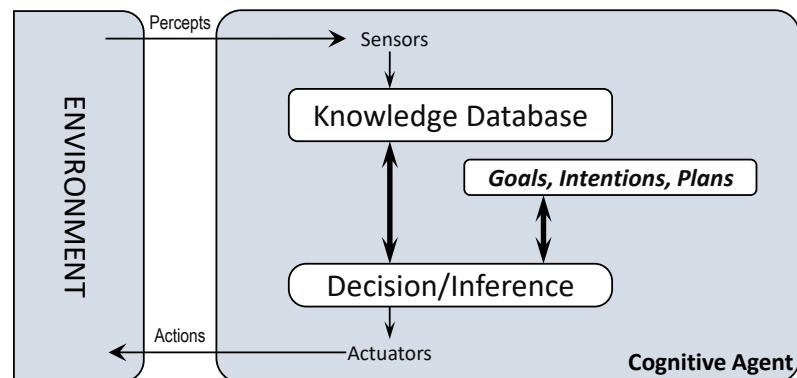 Percepts
Sensors
Knowledge Database
ENVIRONMENT
Goals, Intentions, Plans
Decision/Inference
Actions
Actuators
Cognitive Agent